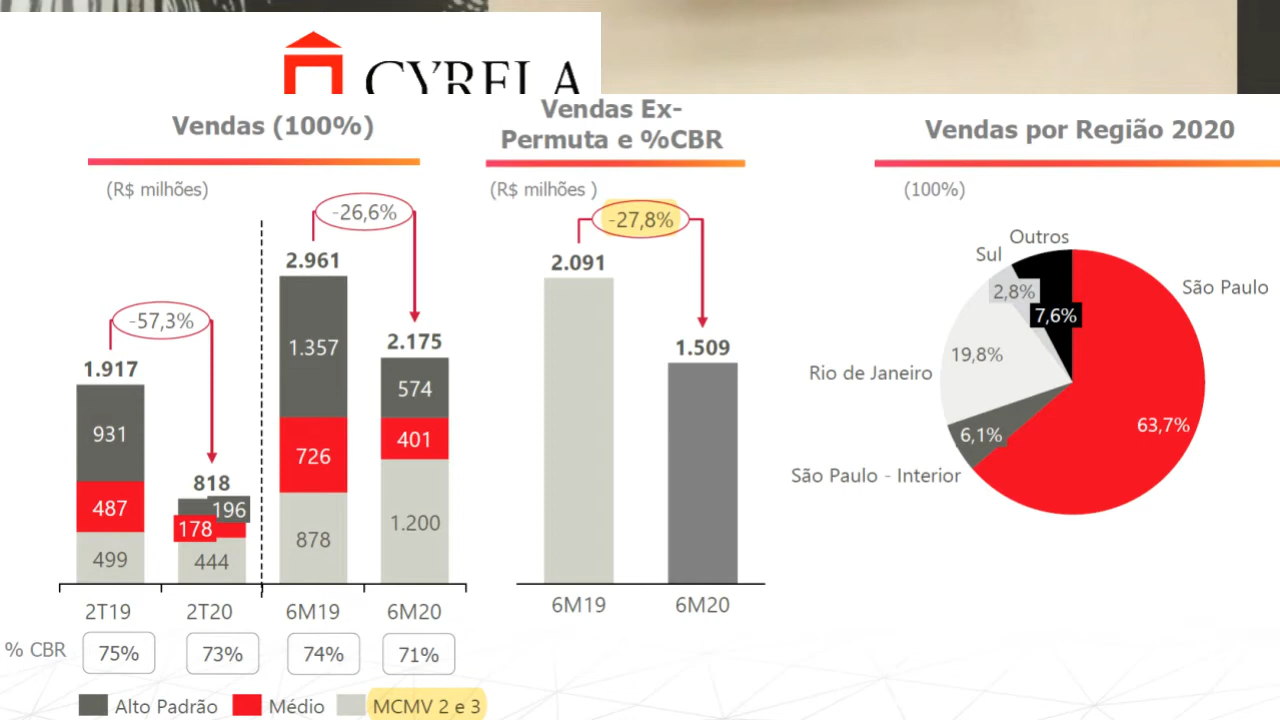 CYRELA
Vendas (100%)
(R$ milhões)
-57,3%
-26,6%
1.917
931
487
499
818
196
178
444
2.961
1.357
726
878
2.175
574
401
1.200
2T19
2T20
6M19
6M20
% CBR
75%
73%
74%
71%
Alto Padrão
Médio
MCMV 2 e 3
Vendas Ex-
Permuta e %CBR
(R$ milhões )
-27,8%
2.091
1.509
6M19
6M20
Vendas por Região 2020
(100%)
Outros
Sul
São Paulo
2,8%
7,6%
19,8%
Rio de Janeiro
63,7%
6,1%
São Paulo - Interior